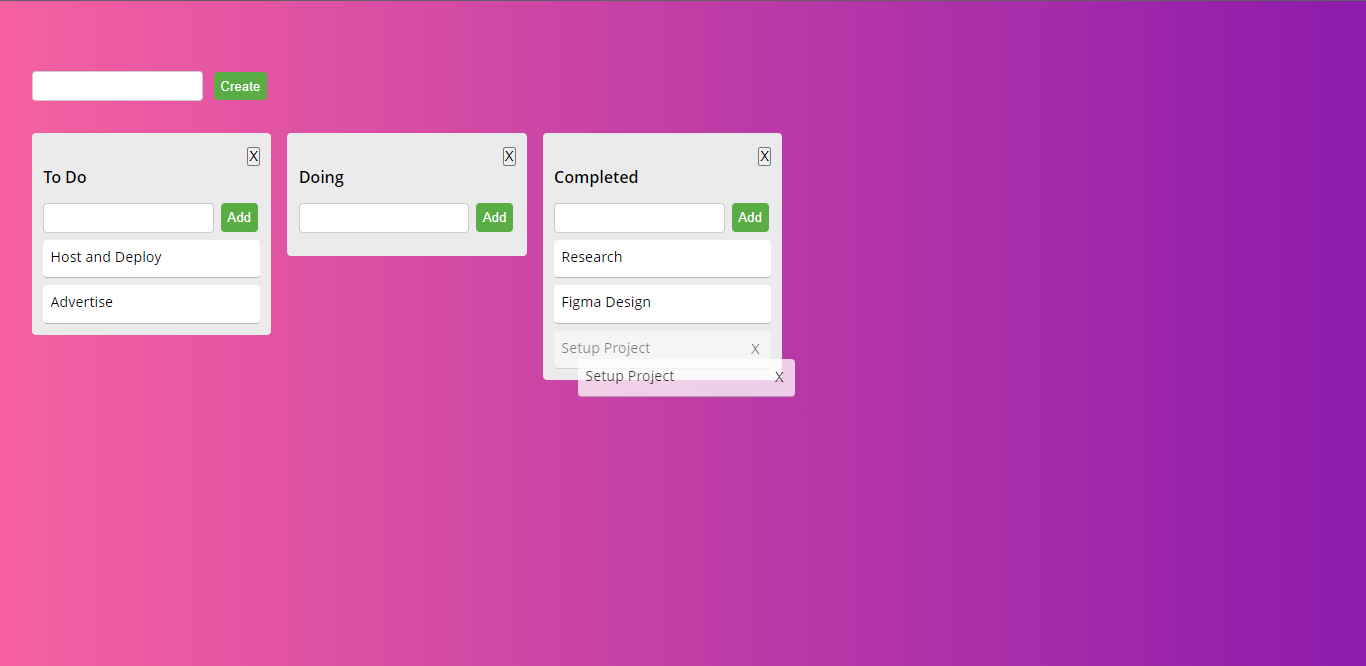 Create
X
To Do
Add
Host and Deploy
Advertise
X
Doing
Add
X
Completed
Add
Research
Figma Design
Setup Project X
Setup Project X